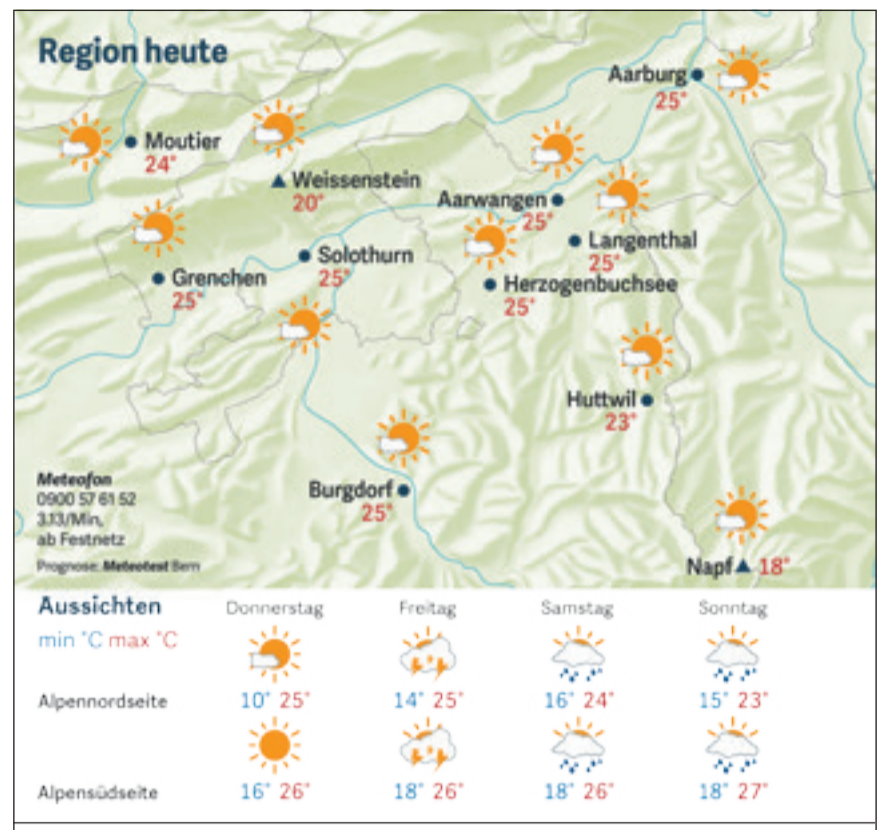 Region heute
Aarburg
25°
Moutier
24°
Weissenstein
20°
Aarwangen
25°
Langenthal
25°
Solothurn
25°
Grenchen
25°
Herzogenbuchsee
25°
Huttwil
23°
Burgdorf
25°
Meteofon
0900 57 61 52
3.13/Min,
ab Festnetz
Prognose: Meteotest Bern
Napf 18°
Aussichten Donnerstag Freitag Samstag Sonntag
min °C max °C
Alpennordseite 10° 25° 14° 25° 16° 24° 15° 23°
Alpensüdseite 16° 26° 18° 26° 18° 26° 18° 27°